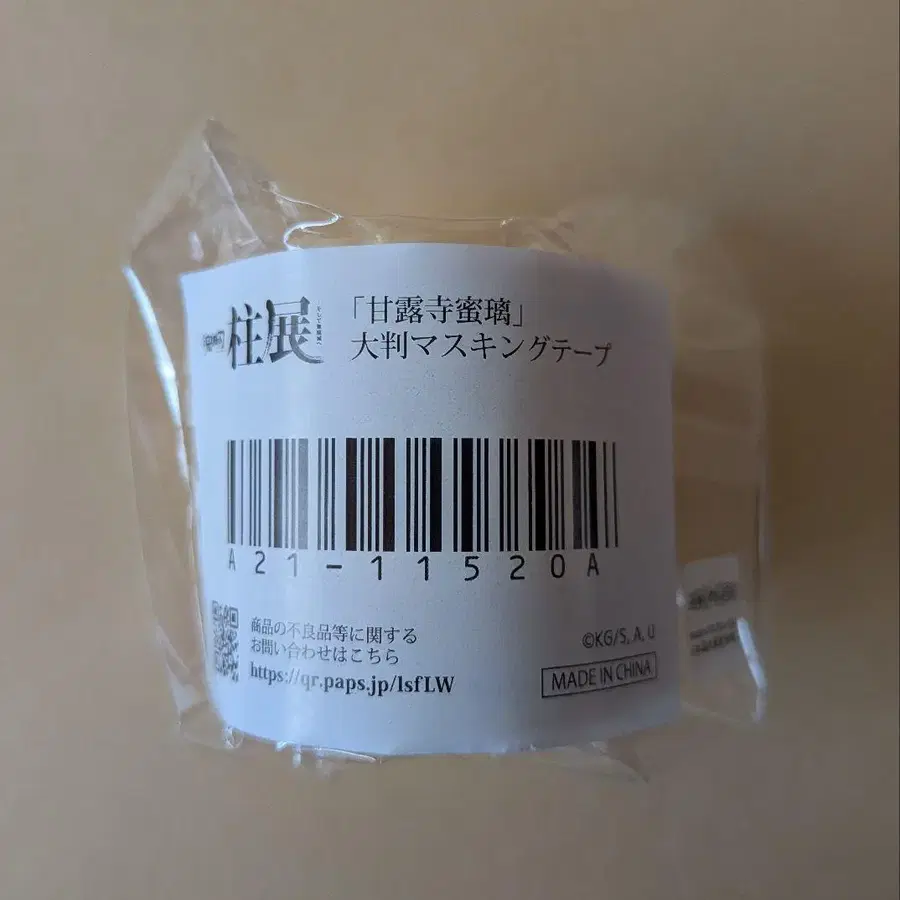 柱展
「甘露寺蜜璃」
大判マスキングテープ
A21-11520A
商品の不良品等に関する
お問い合わせはこちら
https://qr.paps.jp/lsfLW
©KG/S, A, U
MADE IN CHINA